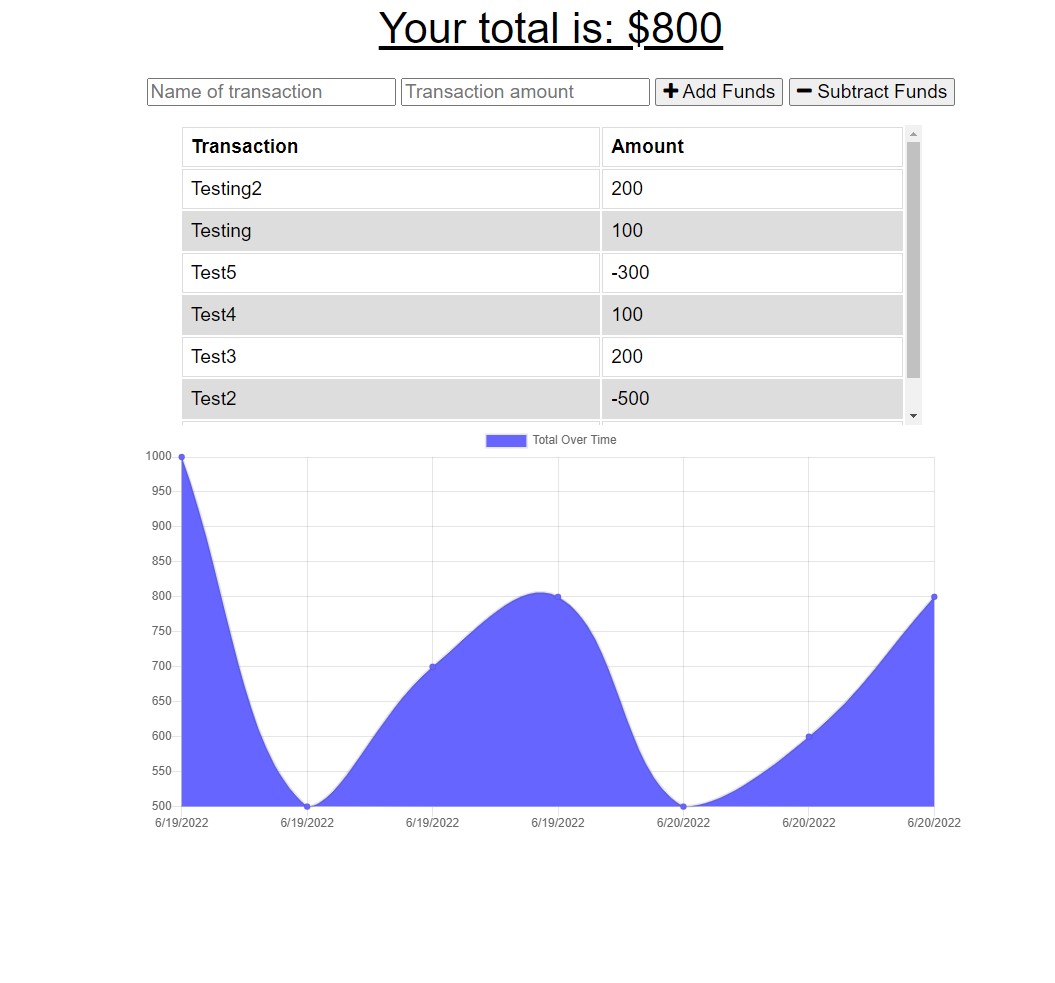 Your total is: $800
Name of transaction Transaction amount Add Funds Subtract Funds
Transaction Amount
Testing2 200
Testing 100
Test5 -300
Test4 100
Test3 200
Test2 -500
Total Over Time
1000
950
900
850
800
750
700
650
600
550
500
6/19/2022 6/19/2022 6/19/2022 6/19/2022 6/20/2022 6/20/2022 6/20/2022